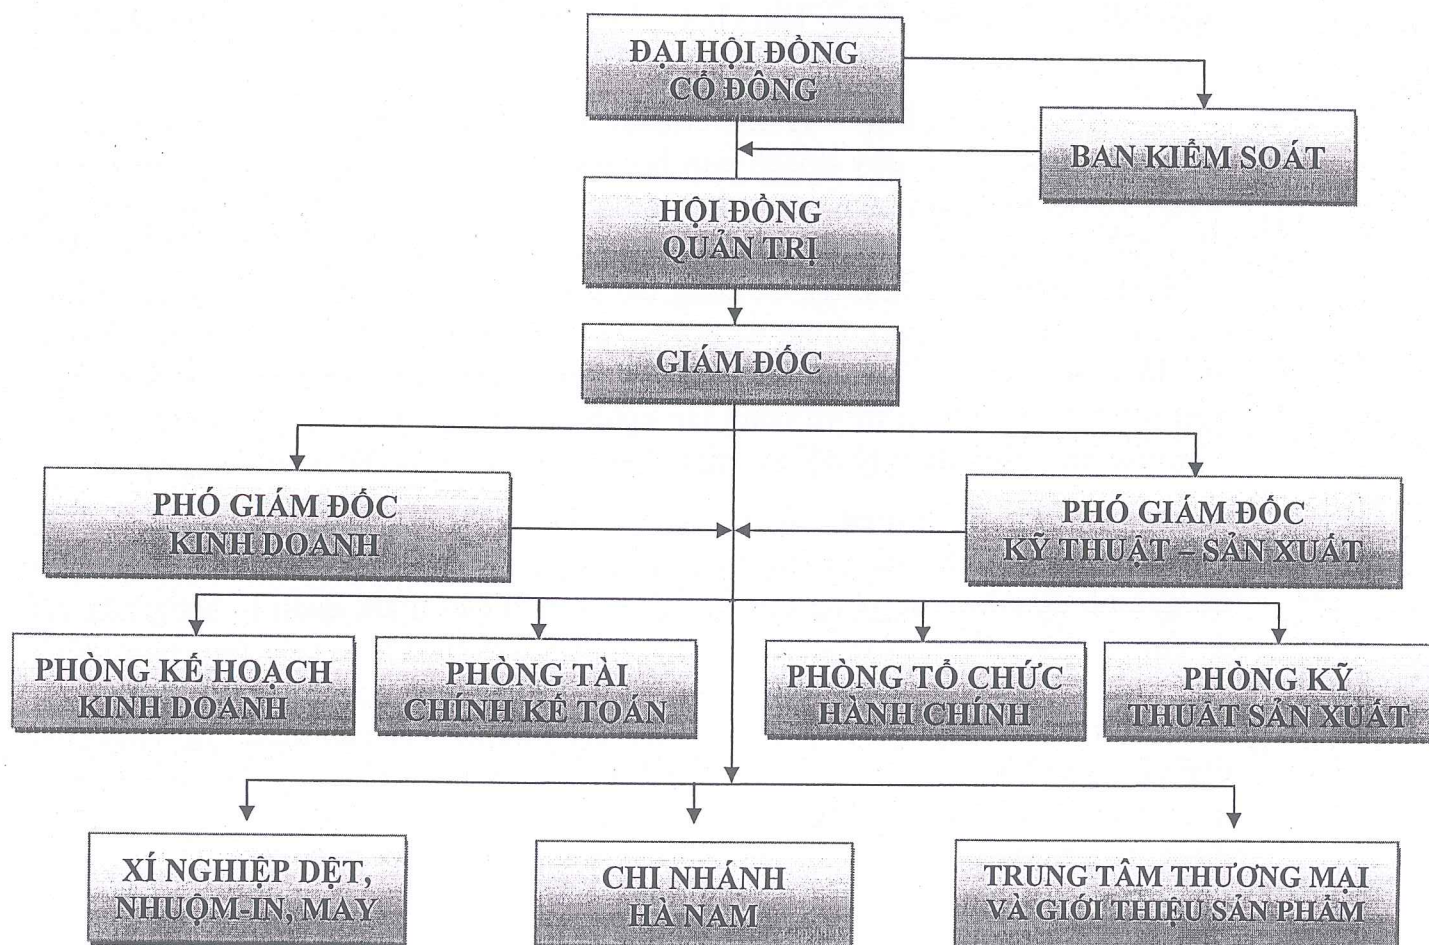 ĐẠI HỘI ĐỒNG
CỔ ĐÔNG
BAN KIỂM SOÁT
HỘI ĐỒNG
QUẢN TRỊ
GIÁM ĐỐC
PHÓ GIÁM ĐỐC
KINH DOANH
PHÓ GIÁM ĐỐC
KỸ THUẬT – SẢN XUẤT
PHÒNG KẾ HOẠCH
KINH DOANH
PHÒNG TÀI
CHÍNH KẾ TOÁN
PHÒNG TỔ CHỨC
HÀNH CHÍNH
PHÒNG KỸ
THUẬT SẢN XUẤT
XÍ NGHIỆP DỆT,
NHUỘM-IN, MAY
CHI NHÁNH
HÀ NAM
TRUNG TÂM THƯƠNG MẠI
VÀ GIỚI THIỆU SẢN PHẨM